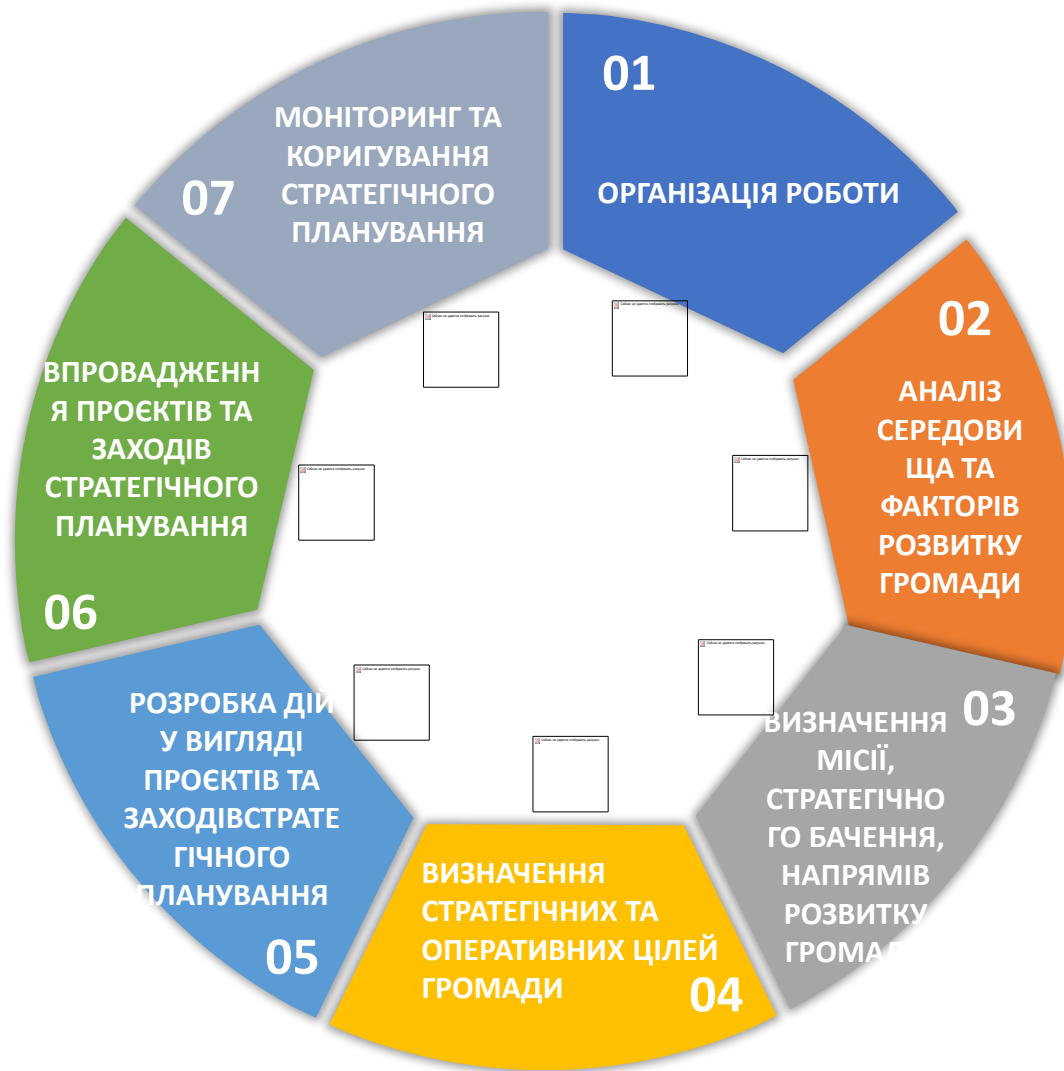 01
ОРГАНІЗАЦІЯ РОБОТИ
02
АНАЛІЗ
СЕРЕДОВИ
ЩА ТА
ФАКТОРІВ
РОЗВИТКУ
ГРОМАДИ
03
ВИЗНАЧЕННЯ
МІСІЇ,
СТРАТЕГІЧНО
ГО БАЧЕННЯ,
НАПРЯМІВ
РОЗВИТКУ
04
ВИЗНАЧЕННЯ
СТРАТЕГІЧНИХ ТА
ОПЕРАТИВНИХ ЦІЛЕЙ
ГРОМАДИ
05
РОЗРОБКА ДІЙ
У ВИГЛЯДІ
ПРОЄКТІВ ТА
ЗАХОДІВСТРАТЕ
ГІЧНОГО
ПЛАНУВАННЯ
06
ВПРОВАДЖЕНН
Я ПРОЄКТІВ ТА
ЗАХОДІВ
СТРАТЕГІЧНОГО
ПЛАНУВАННЯ
07
МОНІТОРИНГ ТА
КОРИГУВАННЯ
СТРАТЕГІЧНОГО
ПЛАНУВАННЯ